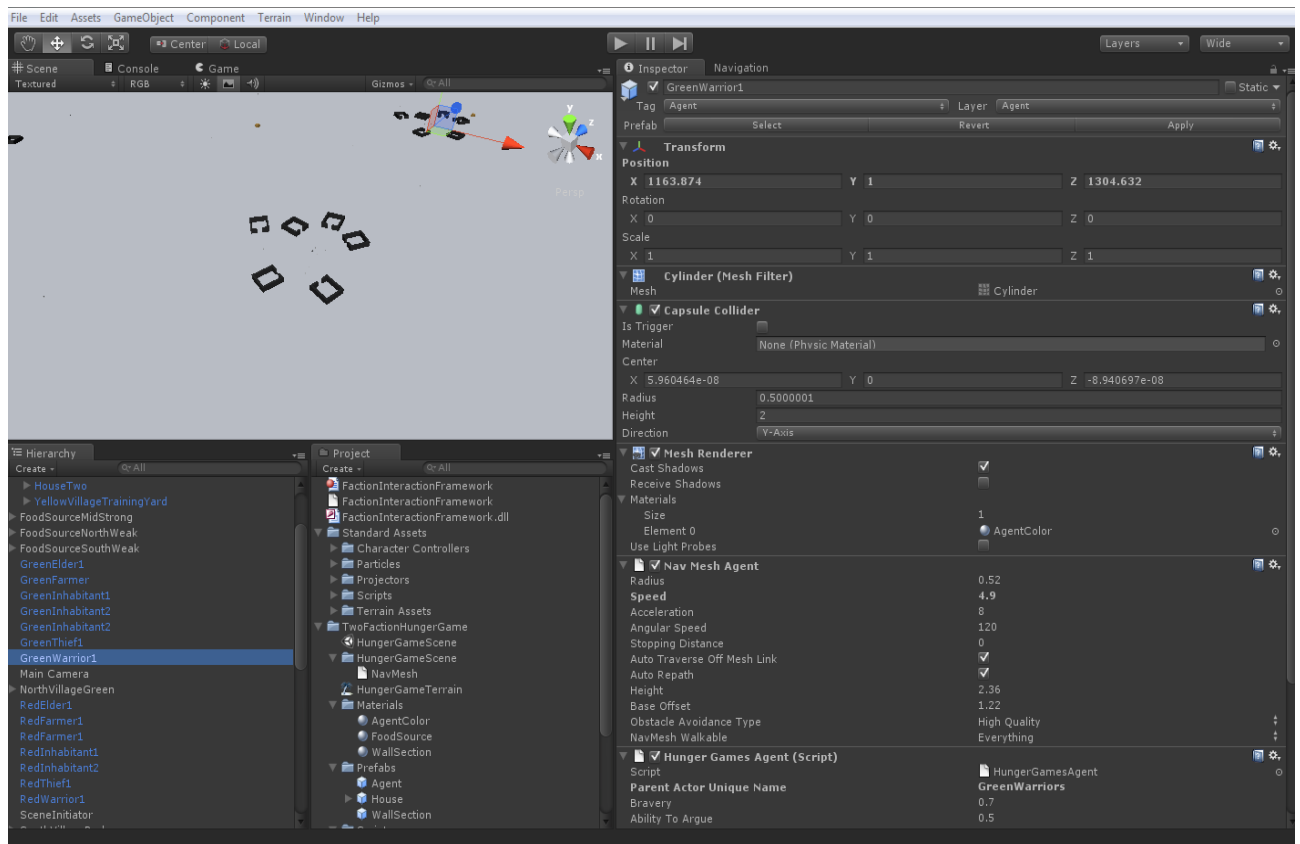 File Edit Assets GameObject Component Terrain Window Help
Center Local
Layers Wide
Scene Console Game
Textured RGB Gizmos All
y
z
x
Persp
Inspector Navigation
GreenWarrior1 Static
Tag Agent Layer Agent
Prefab Select Revert Apply
Transform
Position
X 1163.874 Y 1 Z 1304.632
Rotation
X 0 Y 0 Z 0
Scale
X 1 Y 1 Z 1
Cylinder (Mesh Filter)
Mesh Cylinder
Capsule Collider
Is Trigger
Material None (Physic Material)
Center
X 5.960464e-08 Y 0 Z -8.940697e-08
Radius 0.5000001
Height 2
Direction Y-Axis
Mesh Renderer
Cast Shadows
Receive Shadows
Materials
Size 1
Element 0 AgentColor
Use Light Probes
Nav Mesh Agent
Radius 0.52
Speed 4.9
Acceleration 8
Angular Speed 120
Stopping Distance 0
Auto Traverse Off Mesh Link
Auto Repath
Height 2.36
Base Offset 1.22
Obstacle Avoidance Type High Quality
NavMesh Walkable Everything
Hunger Games Agent (Script)
Script HungerGamesAgent
Parent Actor Unique Name GreenWarriors
Bravery 0.7
Ability To Argue 0.5
Hierarchy
Create All
HouseTwo
YellowVillageTrainingYard
FoodSourceMidStrong
FoodSourceNorthWeak
FoodSourceSouthWeak
GreenElder1
GreenFarmer
GreenInhabitant1
GreenInhabitant2
GreenInhabitant2
GreenThief1
GreenWarrior1
Main Camera
NorthVillageGreen
RedElder1
RedFarmer1
RedFarmer1
RedInhabitant1
RedInhabitant2
RedThief1
RedWarrior1
SceneInitiator
Project
Create All
FactionInteractionFramework
FactionInteractionFramework
FactionInteractionFramework.dll
Standard Assets
Character Controllers
Particles
Projectors
Scripts
Terrain Assets
TwoFactionHungerGame
HungerGameScene
HungerGameScene
NavMesh
HungerGameTerrain
Materials
AgentColor
FoodSource
WallSection
Prefabs
Agent
House
WallSection